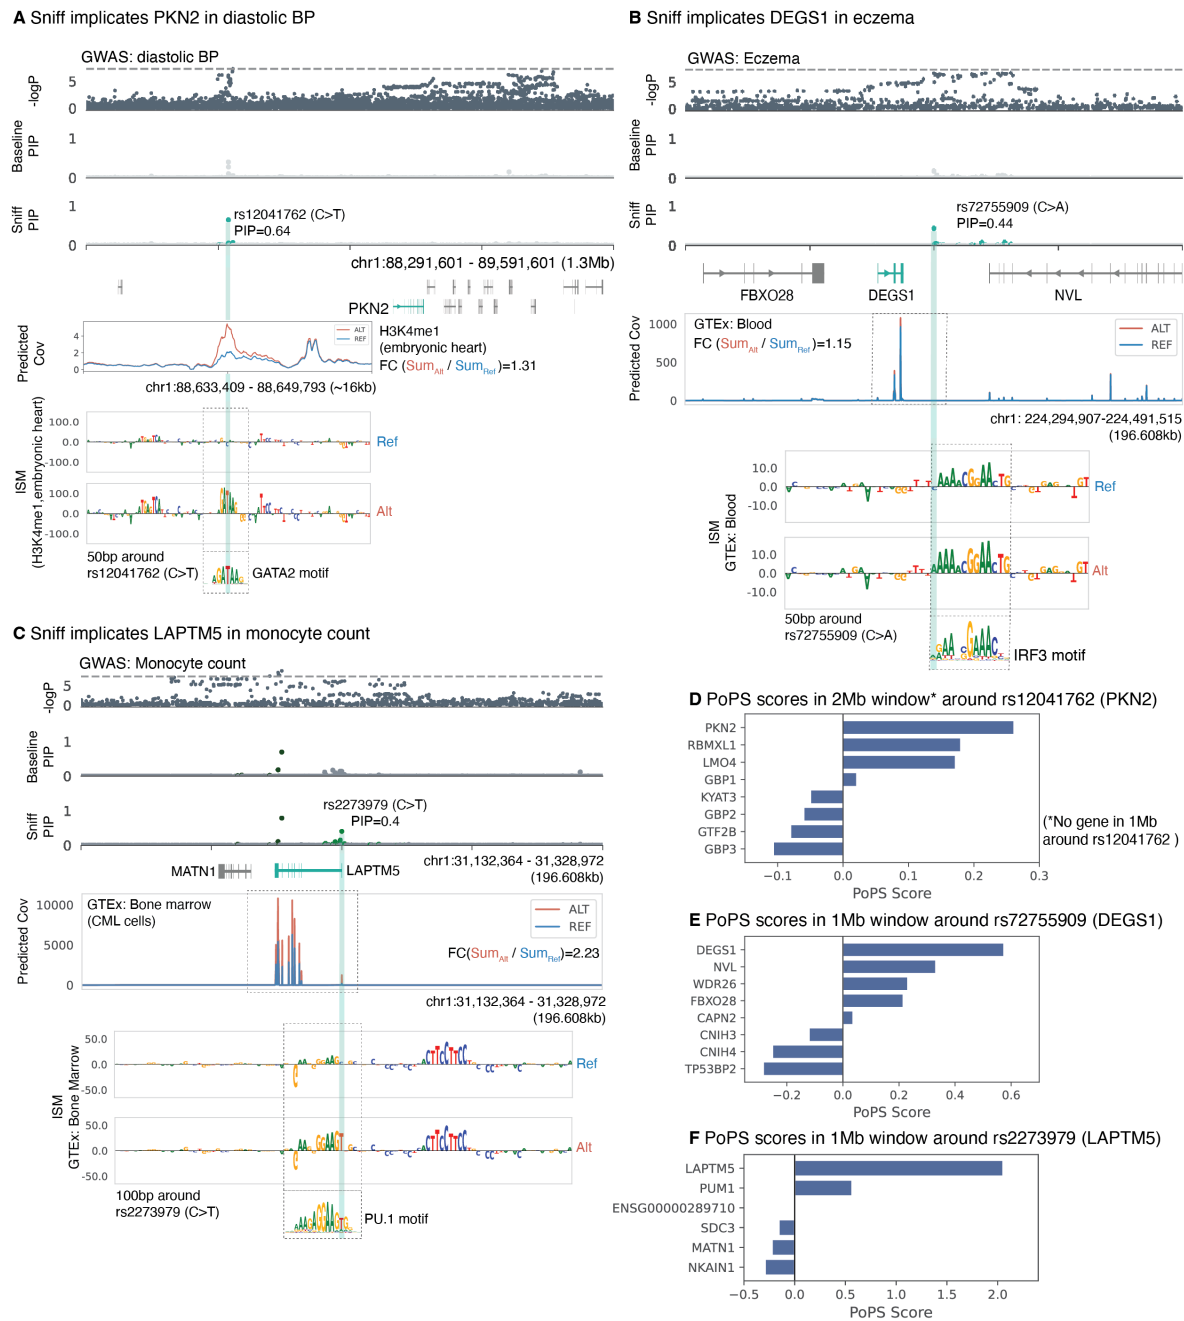 A Sniff implicates PKN2 in diastolic BP
GWAS: diastolic BP
-logP
5
0
Baseline
PIP
1
0
Sniff
PIP
1
0
rs12041762 (C>T)
PIP=0.64
chr1:88,291,601 - 89,591,601 (1.3Mb)
PKN2
Predicted
Cov
4
2
0
ALT
REF
H3K4me1
(embryonic heart)
FC (SumAlt / SumRef)=1.31
chr1:88,633,409 - 88,649,793 (~16kb)
ISM
(H3K4me1,embryonic heart)
100.0
0.0
-100.0
Ref
100.0
0.0
-100.0
Alt
50bp around
rs12041762 (C>T)
GATA2 motif
B Sniff implicates DEGS1 in eczema
GWAS: Eczema
-logP
5
0
Baseline
PIP
1
0
Sniff
PIP
1
0
rs72755909 (C>A)
PIP=0.44
FBXO28
DEGS1
NVL
Predicted Cov
1000
500
0
GTEx: Blood
FC (SumAlt / SumRef)=1.15
ALT
REF
chr1: 224,294,907-224,491,515
(196.608kb)
ISM
GTEx: Blood
10.0
0.0
-10.0
Ref
10.0
0.0
-10.0
Alt
50bp around
rs72755909 (C>A)
IRF3 motif
C Sniff implicates LAPTM5 in monocyte count
GWAS: Monocyte count
-logP
5
0
Baseline
PIP
1
0
Sniff
PIP
1
0
rs2273979 (C>T)
PIP=0.4
chr1:31,132,364 - 31,328,972
(196.608kb)
MATN1
LAPTM5
Predicted Cov
10000
5000
0
GTEx: Bone marrow
(CML cells)
ALT
REF
FC(SumAlt / SumRef)=2.23
chr1:31,132,364 - 31,328,972
(196.608kb)
ISM
GTEx: Bone Marrow
50.0
0.0
-50.0
Ref
50.0
0.0
-50.0
Alt
100bp around
rs2273979 (C>T)
PU.1 motif
D PoPS scores in 2Mb window* around rs12041762 (PKN2)
PKN2
RBMXL1
LMO4
GBP1
KYAT3
GBP2
GTF2B
GBP3
−0.1 0.0 0.1 0.2 0.3
PoPS Score
(*No gene in 1Mb
around rs12041762 )
E PoPS scores in 1Mb window around rs72755909 (DEGS1)
DEGS1
NVL
WDR26
FBXO28
CAPN2
CNIH3
CNIH4
TP53BP2
−0.2 0.0 0.2 0.4 0.6
PoPS Score
F PoPS scores in 1Mb window around rs2273979 (LAPTM5)
LAPTM5
PUM1
ENSG00000289710
SDC3
MATN1
NKAIN1
−0.5 0.0 0.5 1.0 1.5 2.0
PoPS Score